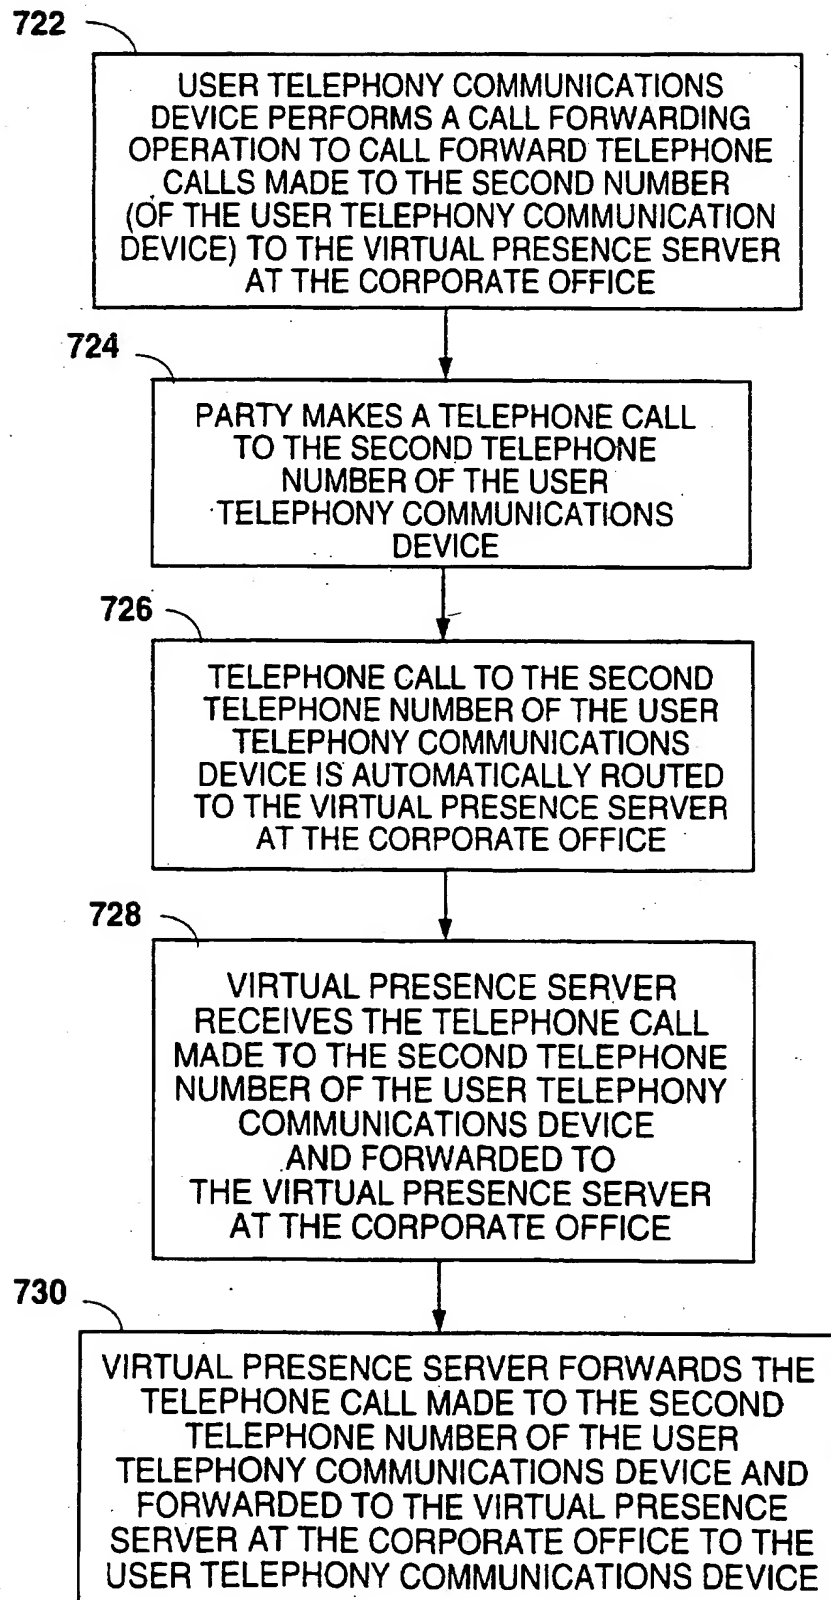 722
USER TELEPHONY COMMUNICATIONS
DEVICE PERFORMS A CALL FORWARDING
OPERATION TO CALL FORWARD TELEPHONE
CALLS MADE TO THE SECOND NUMBER
(OF THE USER TELEPHONY COMMUNICATION
DEVICE) TO THE VIRTUAL PRESENCE SERVER
AT THE CORPORATE OFFICE
724
PARTY MAKES A TELEPHONE CALL
TO THE SECOND TELEPHONE
NUMBER OF THE USER
TELEPHONY COMMUNICATIONS
DEVICE
726
TELEPHONE CALL TO THE SECOND
TELEPHONE NUMBER OF THE USER
TELEPHONY COMMUNICATIONS
DEVICE IS AUTOMATICALLY ROUTED
TO THE VIRTUAL PRESENCE SERVER
AT THE CORPORATE OFFICE
728
VIRTUAL PRESENCE SERVER
RECEIVES THE TELEPHONE CALL
MADE TO THE SECOND TELEPHONE
NUMBER OF THE USER TELEPHONY
COMMUNICATIONS DEVICE
AND FORWARDED TO
THE VIRTUAL PRESENCE SERVER
AT THE CORPORATE OFFICE
730
VIRTUAL PRESENCE SERVER FORWARDS THE
TELEPHONE CALL MADE TO THE SECOND
TELEPHONE NUMBER OF THE USER
TELEPHONY COMMUNICATIONS DEVICE AND
FORWARDED TO THE VIRTUAL PRESENCE
SERVER AT THE CORPORATE OFFICE TO THE
USER TELEPHONY COMMUNICATIONS DEVICE